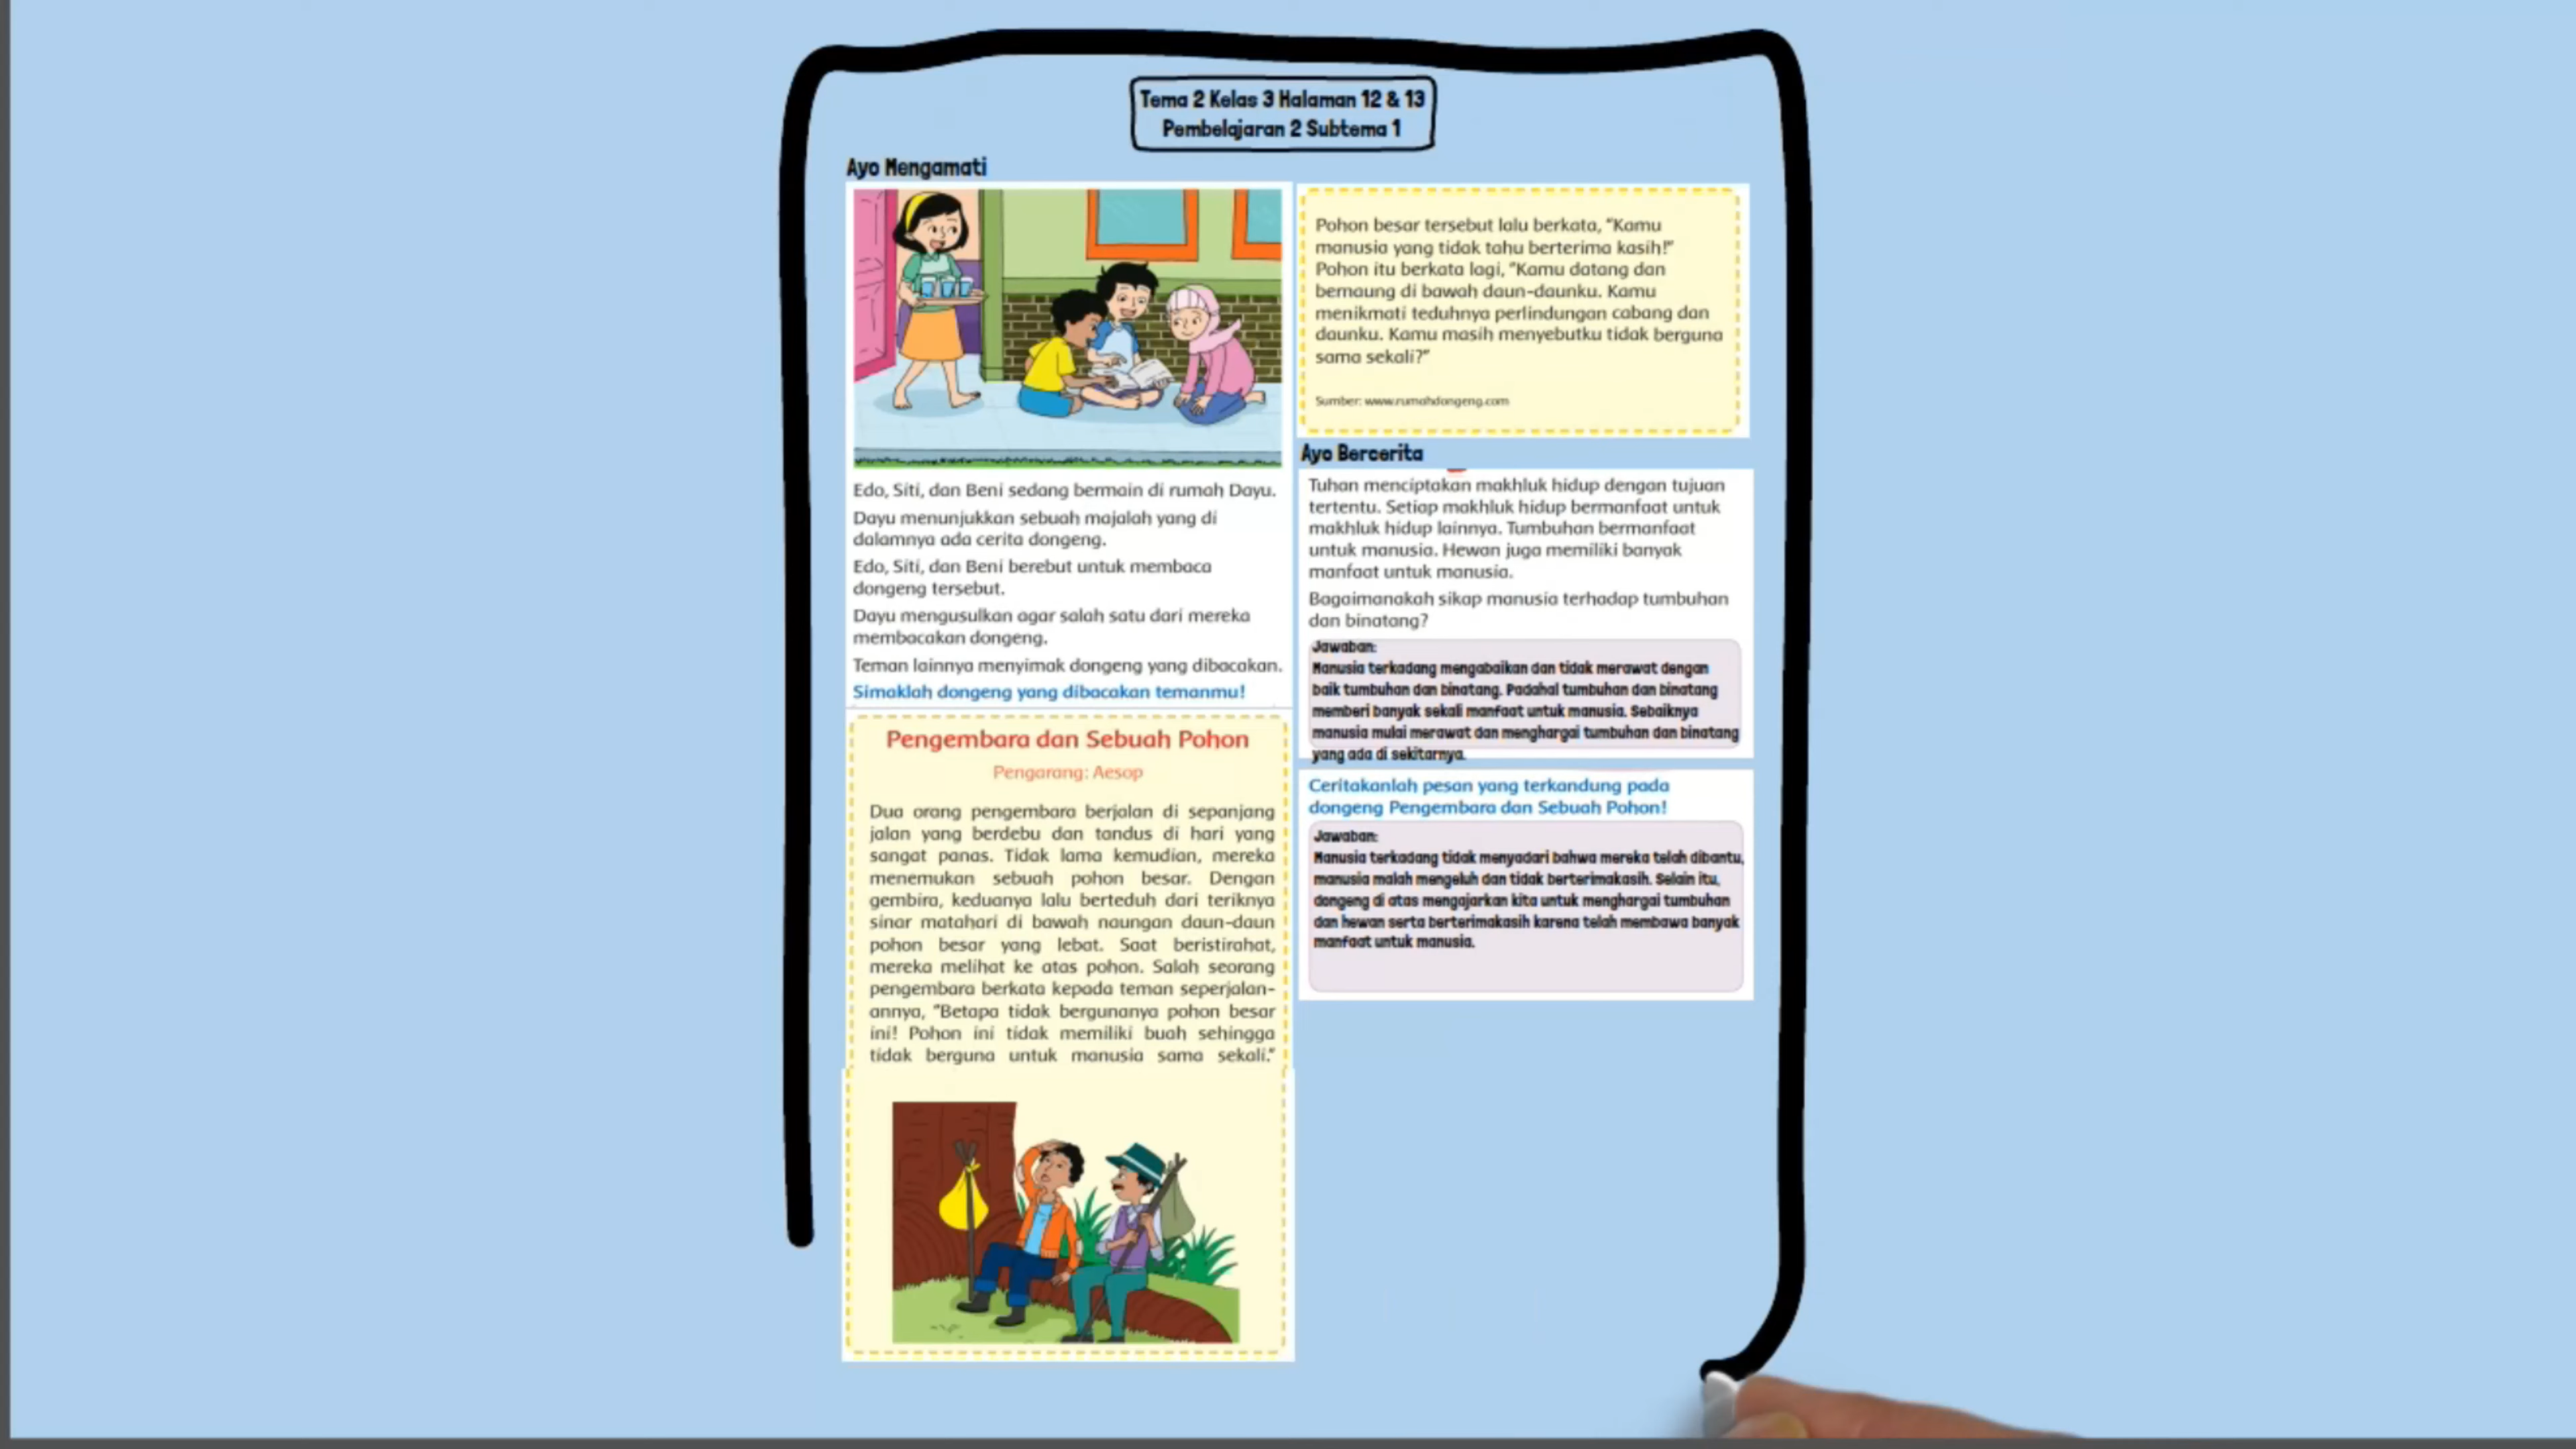 Tema 2 Kelas 3 Halaman 12 & 13
Pembelajaran 2 Subtema 1
Ayo Mengamati
Edo, Siti, dan Beni sedang bermain di rumah Dayu.
Dayu menunjukkan sebuah majalah yang di
dalamnya ada cerita dongeng.
Edo, Siti, dan Beni berebut untuk membaca
dongeng tersebut.
Dayu mengusulkan agar salah satu dari mereka
membacakan dongeng.
Teman lainnya menyimak dongeng yang dibacakan.
Simaklah dongeng yang dibacakan temanmu!
Pengembara dan Sebuah Pohon
Pengarang: Aesop
Dua orang pengembara berjalan di sepanjang
jalan yang berdebu dan tandus di hari yang
sangat panas. Tidak lama kemudian, mereka
menemukan sebuah pohon besar. Dengan
gembira, keduanya lalu berteduh dari teriknya
sinar matahari di bawah naungan daun-daun
pohon besar yang lebat. Saat beristirahat,
mereka melihat ke atas pohon. Salah seorang
pengembara berkata kepada teman seperjalan-
annya, "Betapa tidak bergunanya pohon besar
ini! Pohon ini tidak memiliki buah sehingga
tidak berguna untuk manusia sama sekali."
Pohon besar tersebut lalu berkata, "Kamu
manusia yang tidak tahu berterima kasih!"
Pohon itu berkata lagi, "Kamu datang dan
bernaung di bawah daun-daunku. Kamu
menikmati teduhnya perlindungan cabang dan
daunku. Kamu masih menyebutku tidak berguna
sama sekali?"
Sumber: www.rumahdongeng.com
Ayo Bercerita
Tuhan menciptakan makhluk hidup dengan tujuan
tertentu. Setiap makhluk hidup bermanfaat untuk
makhluk hidup lainnya. Tumbuhan bermanfaat
untuk manusia. Hewan juga memiliki banyak
manfaat untuk manusia.
Bagaimanakah sikap manusia terhadap tumbuhan
dan binatang?
Jawaban:
Manusia terkadang mengabaikan dan tidak merawat dengan
baik tumbuhan dan binatang. Padahal tumbuhan dan binatang
memberi banyak sekali manfaat untuk manusia. Sebaiknya
manusia mulai merawat dan menghargai tumbuhan dan binatang
yang ada di sekitarnya.
Ceritakanlah pesan yang terkandung pada
dongeng Pengembara dan Sebuah Pohon!
Jawaban:
Manusia terkadang tidak menyadari bahwa mereka telah dibantu,
manusia malah mengeluh dan tidak berterimakasih. Selain itu,
dongeng di atas mengajarkan kita untuk menghargai tumbuhan
dan hewan serta berterimakasih karena telah membawa banyak
manfaat untuk manusia.